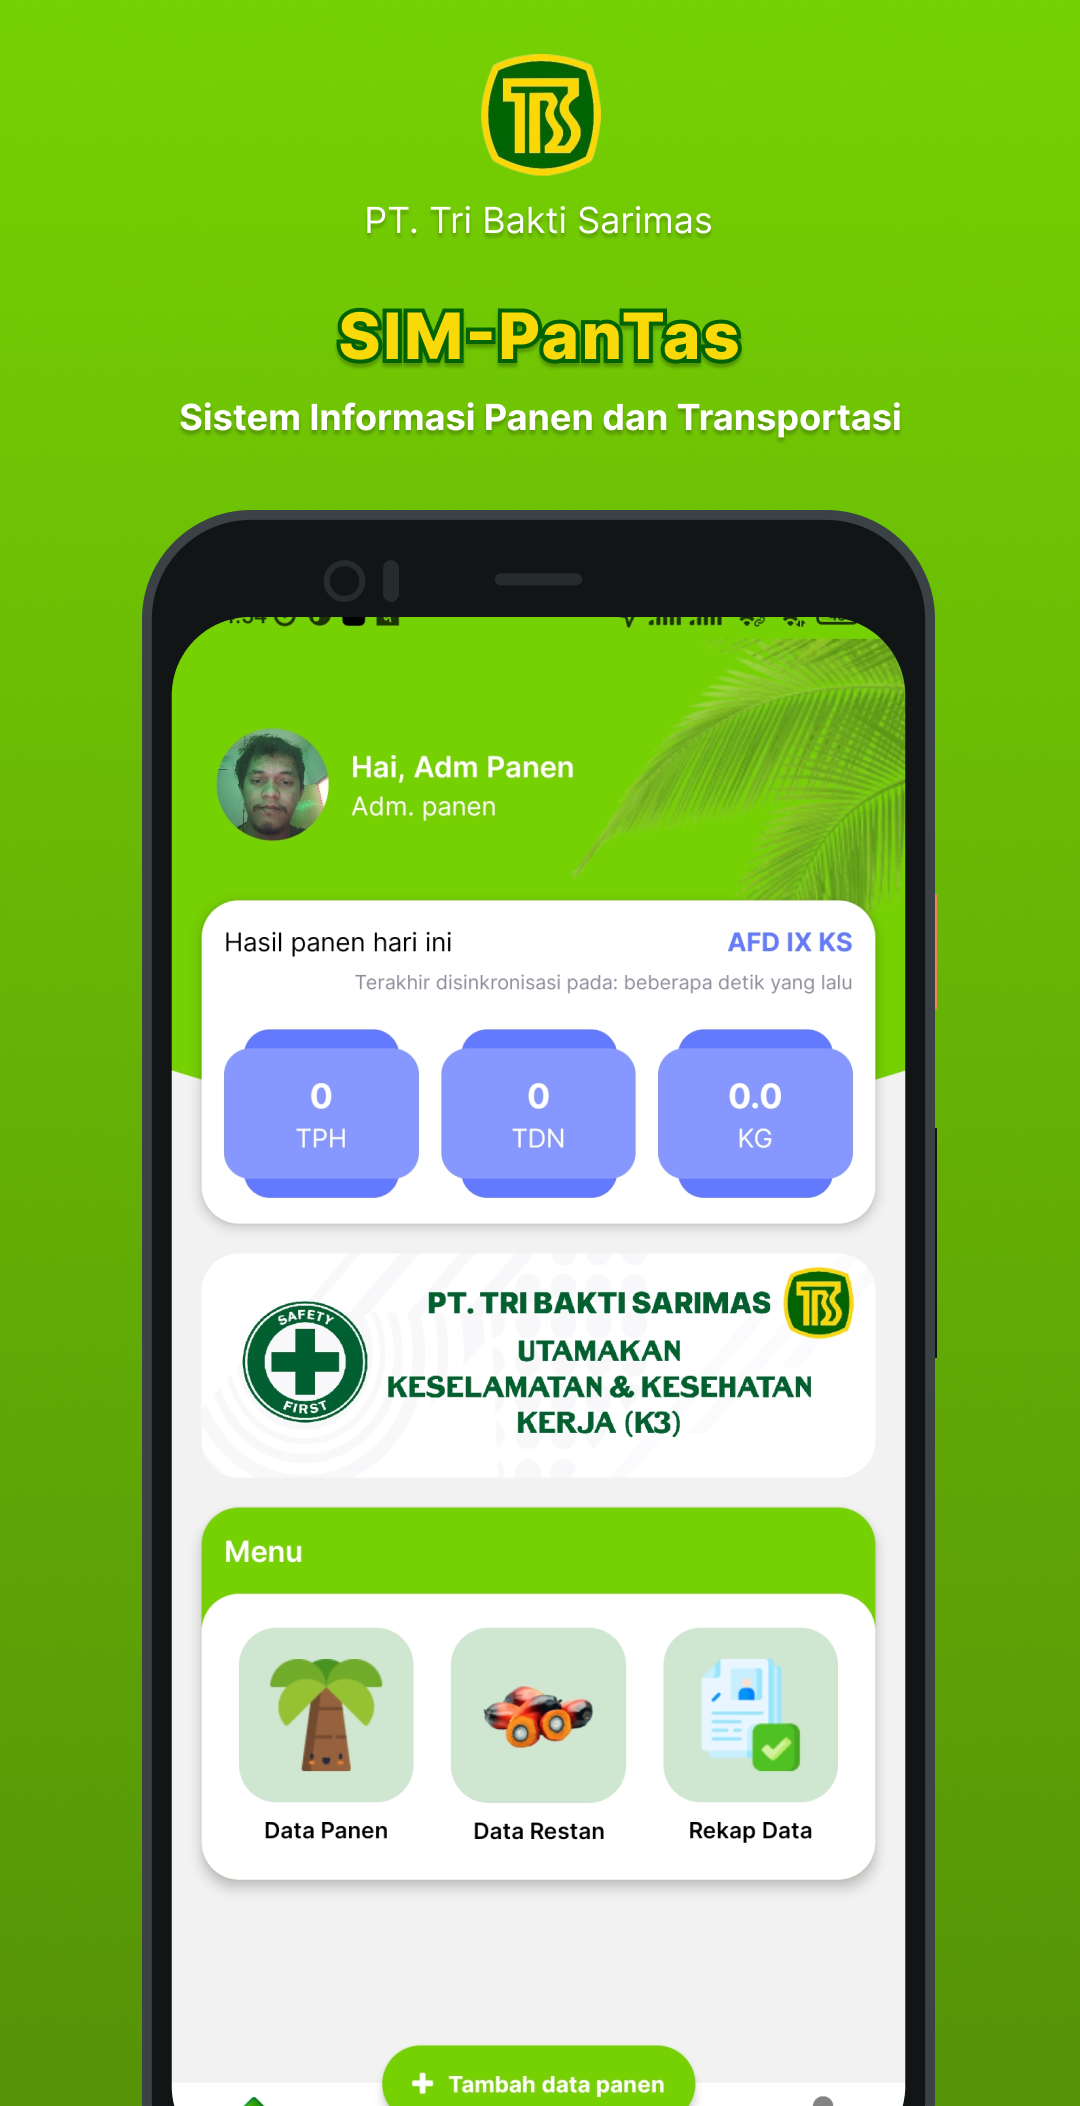 TBS
PT. Tri Bakti Sarimas
SIM-PanTas
Sistem Informasi Panen dan Transportasi
Hai, Adm Panen
Adm. panen
Hasil panen hari ini
AFD IX KS
Terakhir disinkronisasi pada: beberapa detik yang lalu
0
TPH
0
TDN
0.0
KG
SAFETY
FIRST
PT. TRI BAKTI SARIMAS
TBS
UTAMAKAN
KESELAMATAN & KESEHATAN
KERJA (K3)
Menu
Data Panen
Data Restan
Rekap Data
Tambah data panen